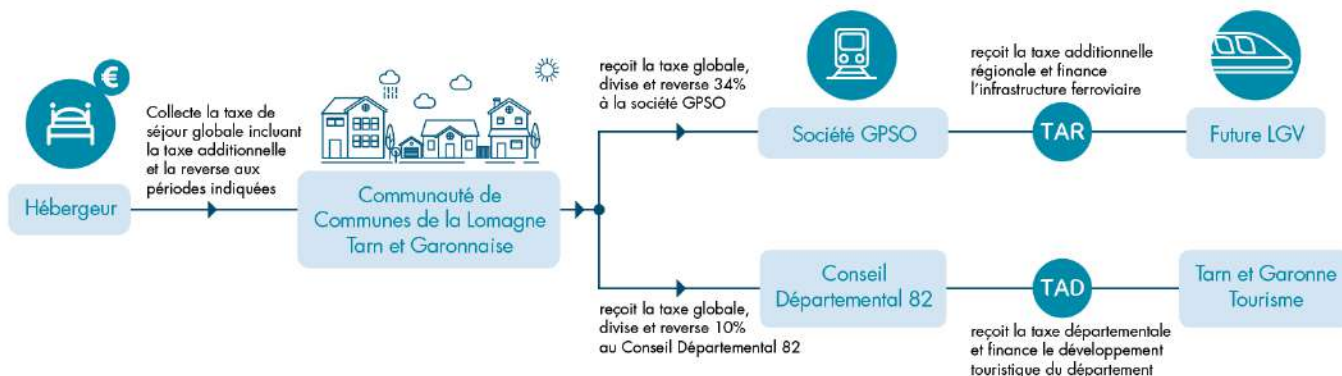 €
Collecte la taxe de
séjour globale incluant
la taxe additionnelle
et la reverse aux
périodes indiquées
Hébergeur
Communauté de
Communes de la Lomagne
Tarn et Garonnaise
reçoit la taxe globale,
divise et reverse 34%
à la société GPSO
Société GPSO
reçoit la taxe additionnelle
régionale et finance
l'infrastructure ferroviaire
TAR
Future LGV
reçoit la taxe globale,
divise et reverse 10%
au Conseil Départemental 82
Conseil
Départemental 82
TAD
reçoit la taxe départementale
et finance le développement
touristique du département
Tarn et Garonne
Tourisme